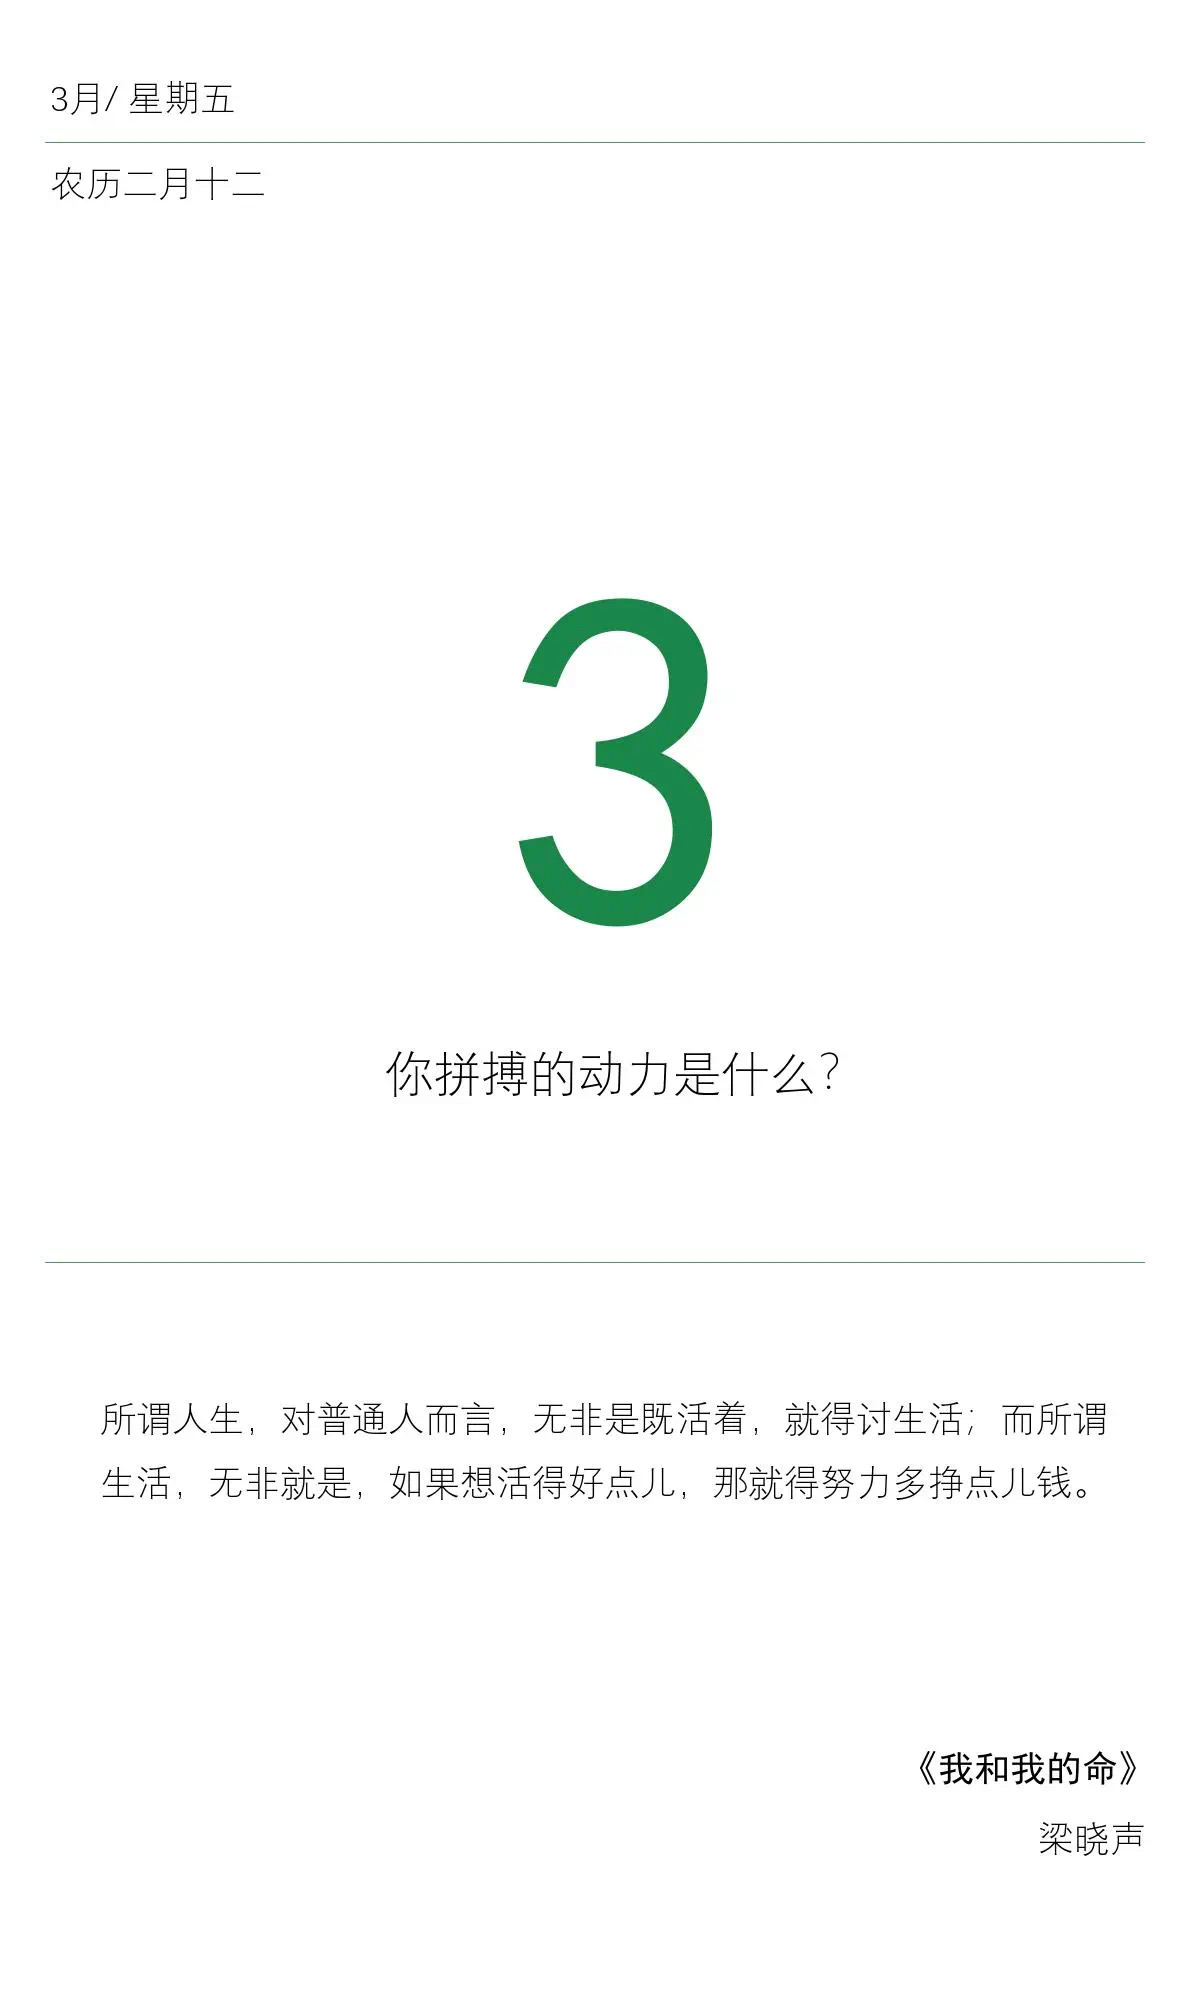 3月/ 星期五
农历二月十二
3
你拼搏的动力是什么？
所谓人生，对普通人而言，无非是既活着，就得讨生活；而所谓
生活，无非就是，如果想活得好点儿，那就得努力多挣点儿钱。
《我和我的命》
梁晓声